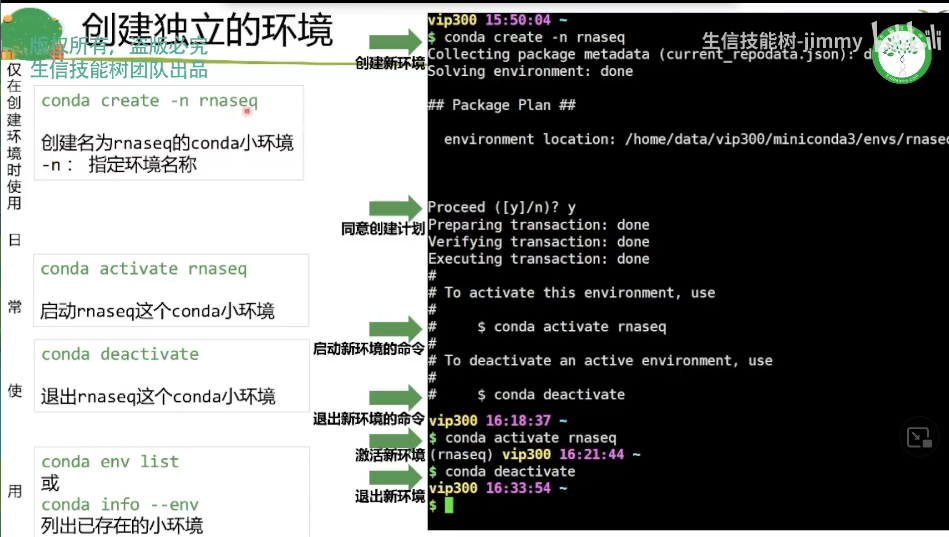 创建独立的环境
版权所有，盗版必究
生信技能树团队出品
仅在创建环境时使用
conda create -n rnaseq
创建名为rnaseq的conda小环境
-n： 指定环境名称
日常使用
conda activate rnaseq
启动rnaseq这个conda小环境
conda deactivate
退出rnaseq这个conda小环境
conda env list
或
conda info --env
列出已存在的小环境
创建新环境
同意创建计划
启动新环境的命令
退出新环境的命令
激活新环境
退出新环境
生信技能树-jimmy
vip300 15:50:04 ~
$ conda create -n rnaseq
Collecting package metadata (current_repodata.json): d
Solving environment: done
## Package Plan ##
environment location: /home/data/vip300/miniconda3/envs/rnaseq
Proceed ([y]/n)? y
Preparing transaction: done
Verifying transaction: done
Executing transaction: done
#
# To activate this environment, use
#
#     $ conda activate rnaseq
#
# To deactivate an active environment, use
#
#     $ conda deactivate
vip300 16:18:37 ~
$ conda activate rnaseq
(rnaseq) vip300 16:21:44 ~
$ conda deactivate
vip300 16:33:54 ~
$